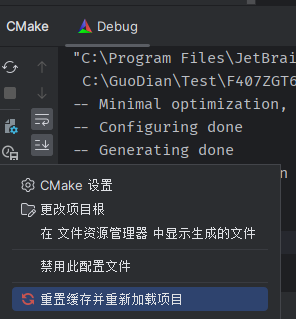 CMake
Debug
"C:\Program Files\JetBrai
C:\GuoDian\Test\F407ZGT6
-- Minimal optimization,
-- Configuring done
-- Generating done
CMake 设置
更改项目根
在 文件资源管理器 中显示生成的文件
禁用此配置文件
重置缓存并重新加载项目